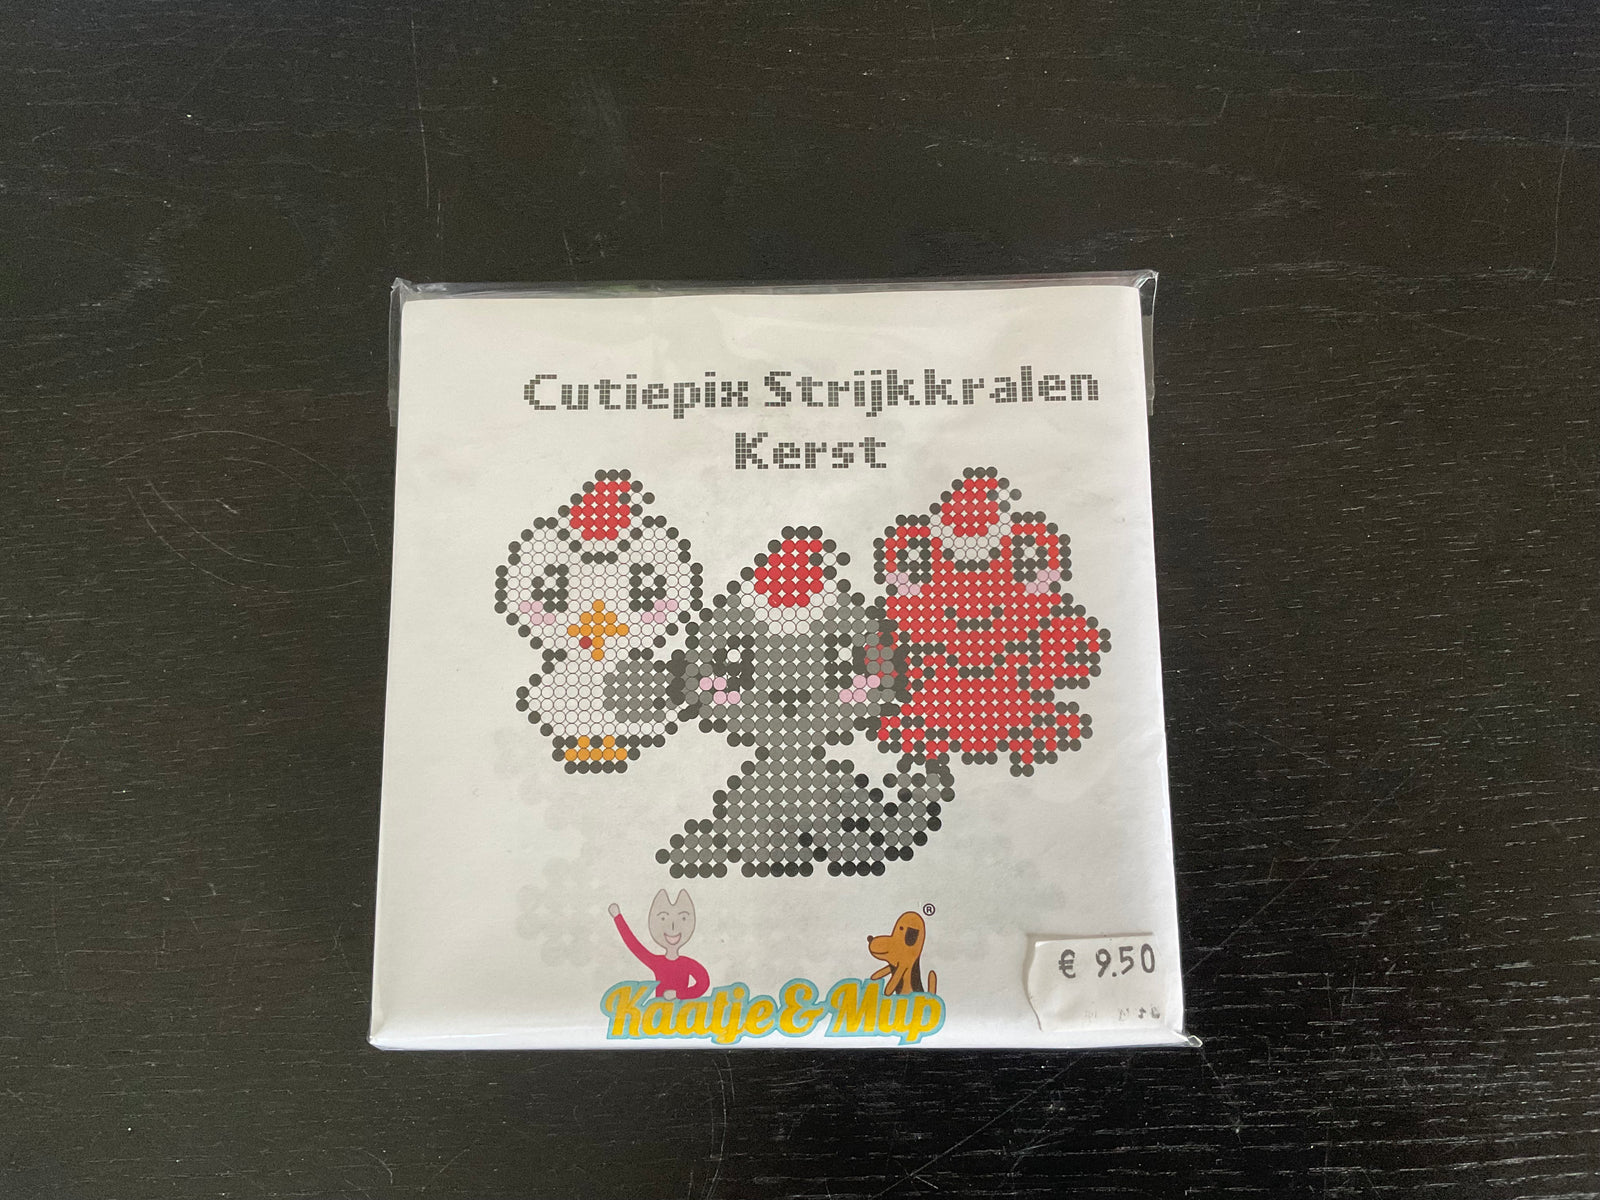 Cutiepix Strijkkralen
Kerst
®
Kaatje & Mup
€ 9.50